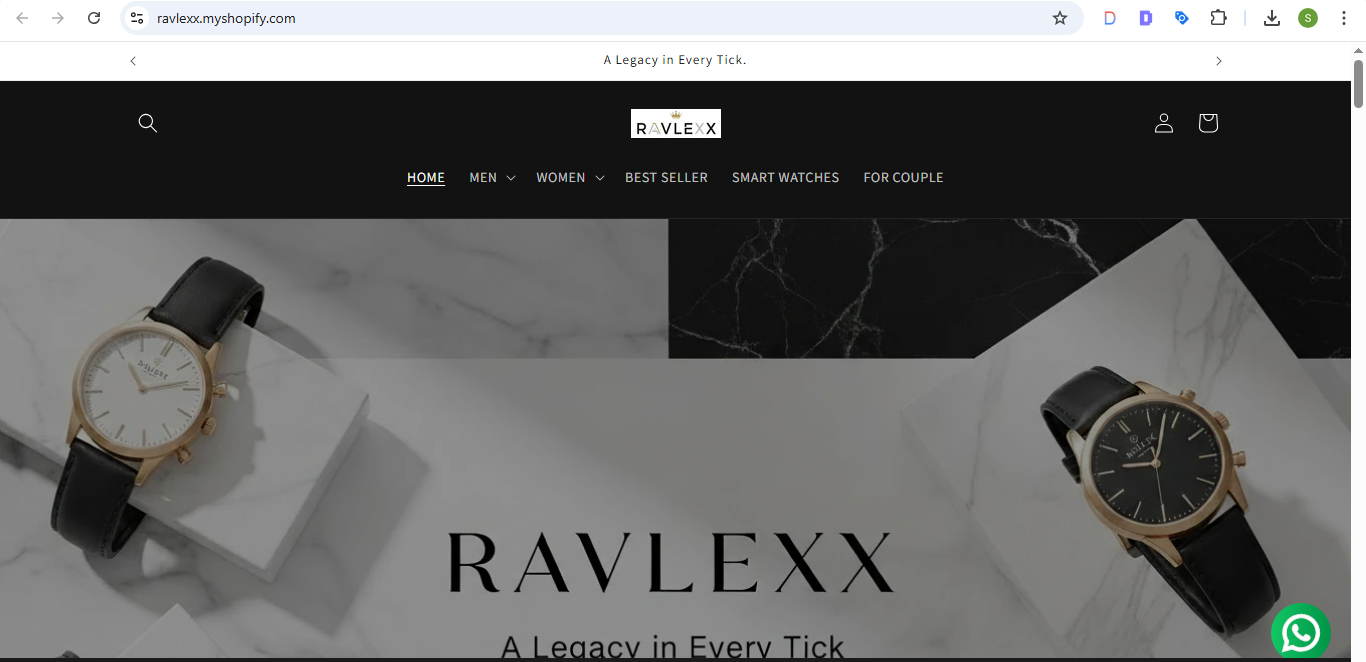 ravlexx.myshopify.com
D
S
A Legacy in Every Tick.
RAVLEXX
HOME MEN WOMEN BEST SELLER SMART WATCHES FOR COUPLE
RAVLEXX
A Legacy in Every Tick